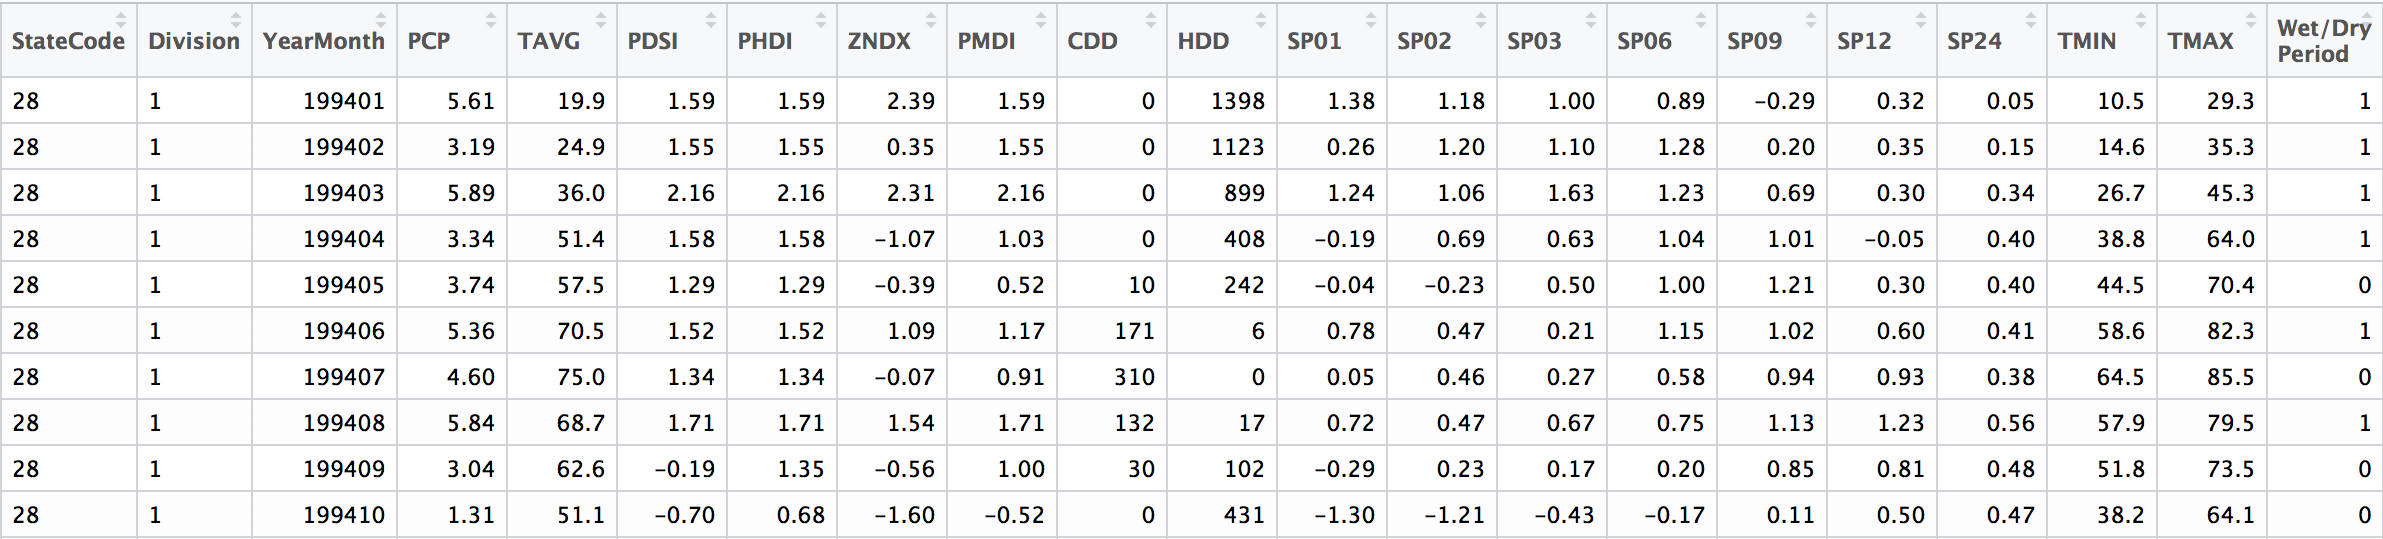 StateCode Division YearMonth PCP TAVG PDSI PHDI ZNDX PMDI CDD HDD SP01 SP02 SP03 SP06 SP09 SP12 SP24 TMIN TMAX Wet/Dry Period
28 1 199401 5.61 19.9 1.59 1.59 2.39 1.59 0 1398 1.38 1.18 1.00 0.89 −0.29 0.32 0.05 10.5 29.3 1
28 1 199402 3.19 24.9 1.55 1.55 0.35 1.55 0 1123 0.26 1.20 1.10 1.28 0.20 0.35 0.15 14.6 35.3 1
28 1 199403 5.89 36.0 2.16 2.16 2.31 2.16 0 899 1.24 1.06 1.63 1.23 0.69 0.30 0.34 26.7 45.3 1
28 1 199404 3.34 51.4 1.58 1.58 −1.07 1.03 0 408 −0.19 0.69 0.63 1.04 1.01 −0.05 0.40 38.8 64.0 1
28 1 199405 3.74 57.5 1.29 1.29 −0.39 0.52 10 242 −0.04 −0.23 0.50 1.00 1.21 0.30 0.40 44.5 70.4 0
28 1 199406 5.36 70.5 1.52 1.52 1.09 1.17 171 6 0.78 0.47 0.21 1.15 1.02 0.60 0.41 58.6 82.3 1
28 1 199407 4.60 75.0 1.34 1.34 −0.07 0.91 310 0 0.05 0.46 0.27 0.58 0.94 0.93 0.38 64.5 85.5 0
28 1 199408 5.84 68.7 1.71 1.71 1.54 1.71 132 17 0.72 0.47 0.67 0.75 1.13 1.23 0.56 57.9 79.5 1
28 1 199409 3.04 62.6 −0.19 1.35 −0.56 1.00 30 102 −0.29 0.23 0.17 0.20 0.85 0.81 0.48 51.8 73.5 0
28 1 199410 1.31 51.1 −0.70 0.68 −1.60 −0.52 0 431 −1.30 −1.21 −0.43 −0.17 0.11 0.50 0.47 38.2 64.1 0